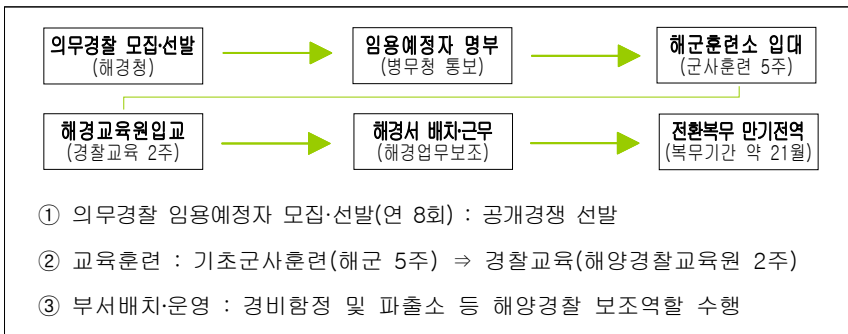 의무경찰 모집·선발
(해경청)
임용예정자 명부
(병무청 통보)
해군훈련소 입대
(군사훈련 5주)
해경교육원입교
(경찰교육 2주)
해경서 배치·근무
(해경업무보조)
전환복무 만기전역
(복무기간 약 21월)
① 의무경찰 임용예정자 모집·선발(연 8회) : 공개경쟁 선발
② 교육훈련 : 기초군사훈련(해군 5주) ⇒ 경찰교육(해양경찰교육원 2주)
③ 부서배치·운영 : 경비함정 및 파출소 등 해양경찰 보조역할 수행